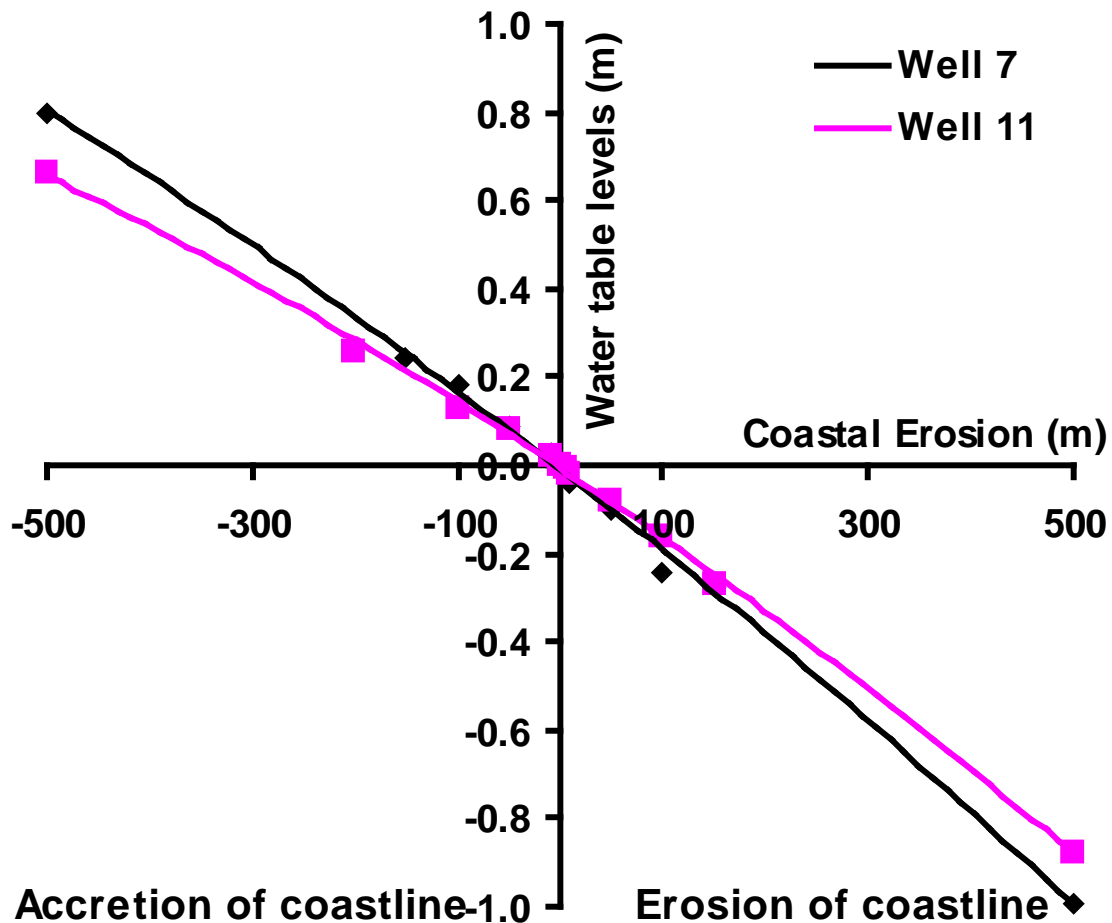 1.0
0.8
0.6
0.4
0.2
0.0
-0.2
-0.4
-0.6
-0.8
-1.0
Water table levels (m)
Well 7
Well 11
Coastal Erosion (m)
-500
-300
-100
100
300
500
Accretion of coastline
Erosion of coastline